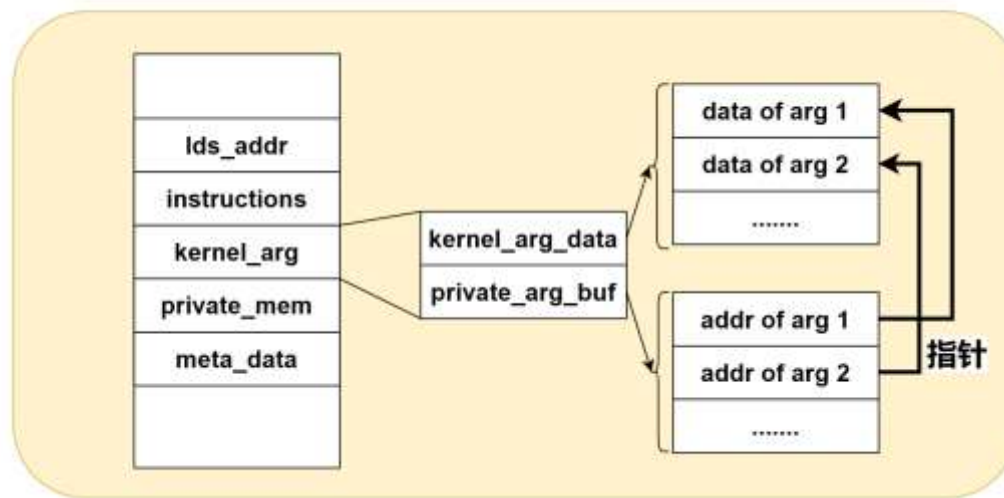 lds_addr
instructions
kernel_arg
private_mem
meta_data
kernel_arg_data
private_arg_buf
data of arg 1
data of arg 2
.......
addr of arg 1
addr of arg 2
.......
指针